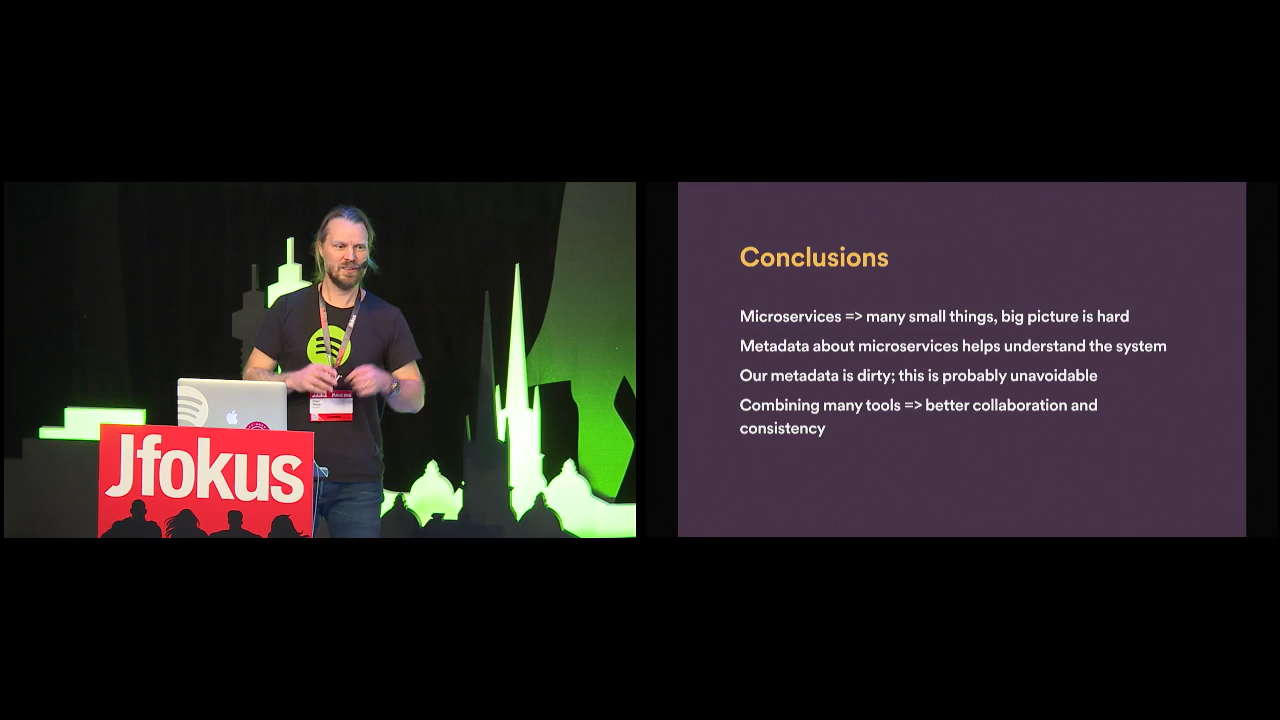 Jfokus
Conclusions
Microservices => many small things, big picture is hard
Metadata about microservices helps understand the system
Our metadata is dirty; this is probably unavoidable
Combining many tools => better collaboration and
consistency